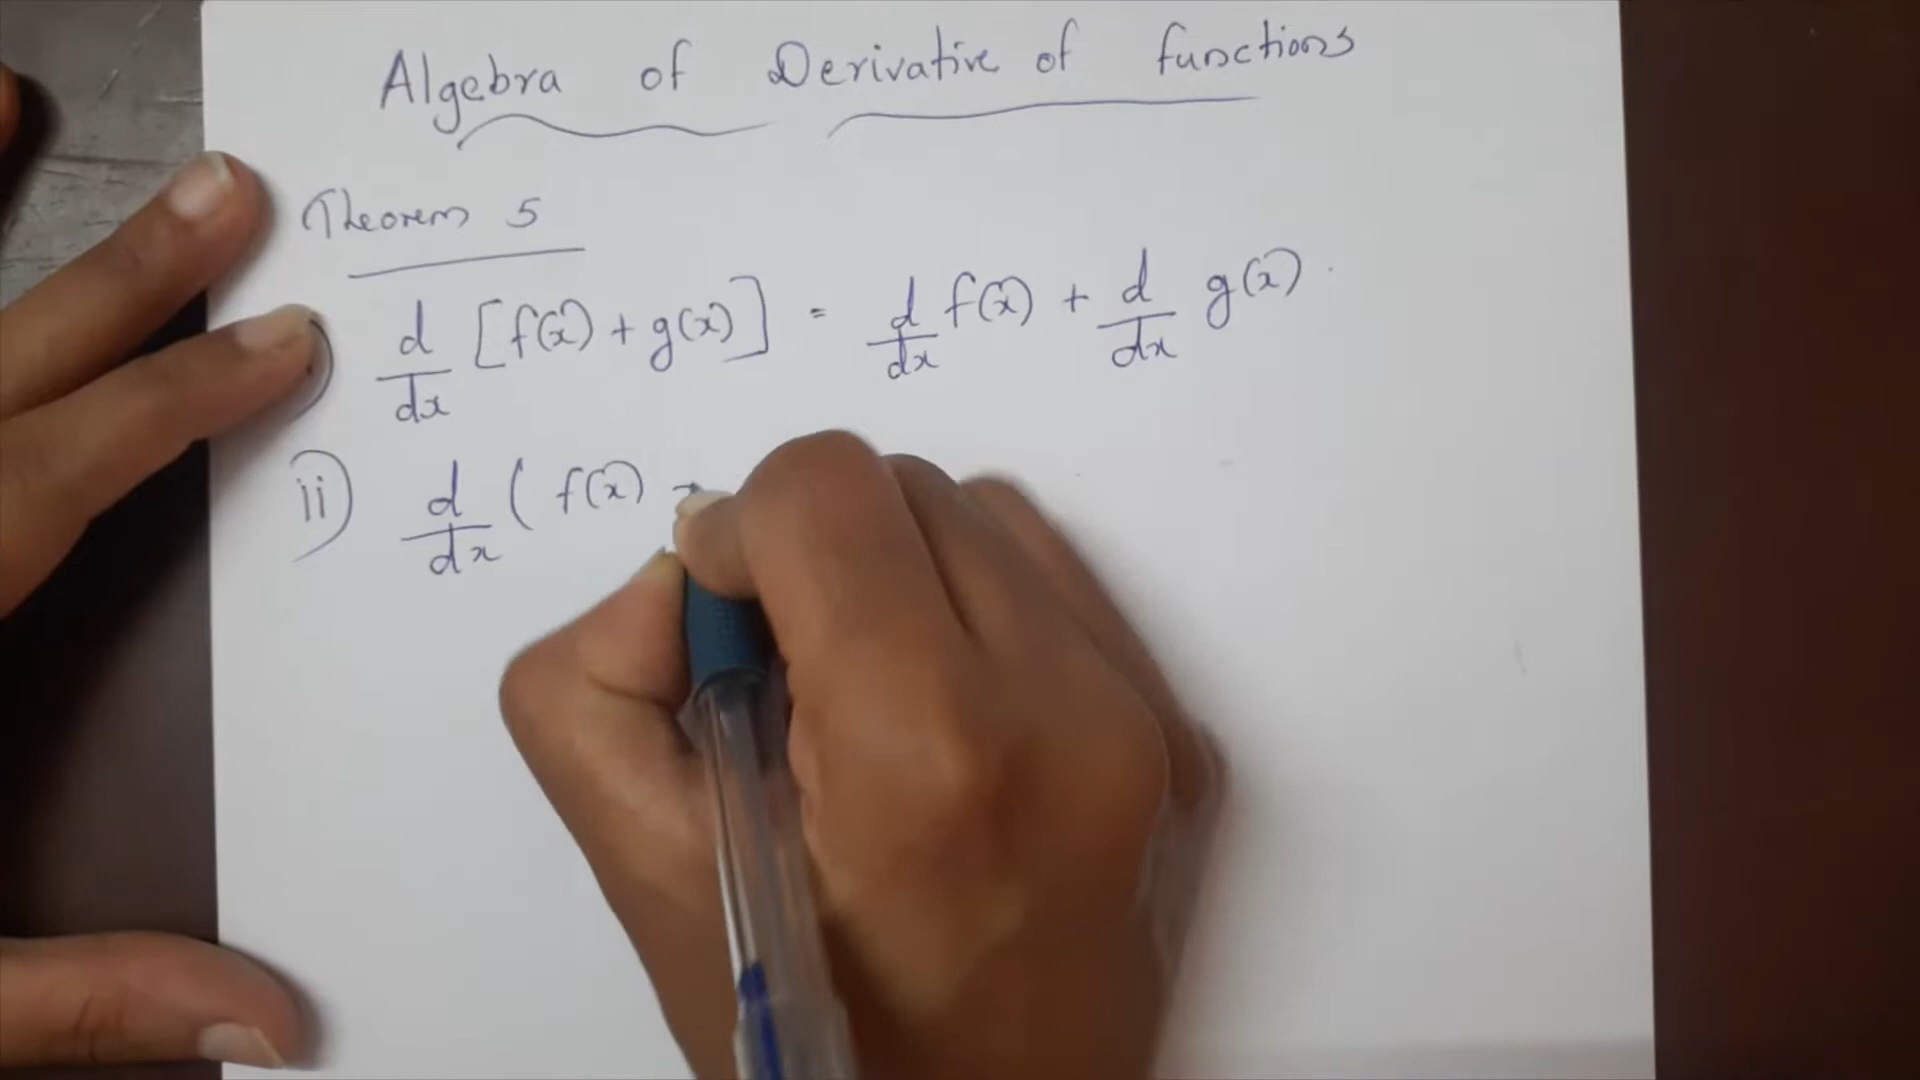 Algebra of Derivative of functions
Theorem 5
i) d/dx [f(x) + g(x)] = d/dx f(x) + d/dx g(x).
ii) d/dx ( f(x) -